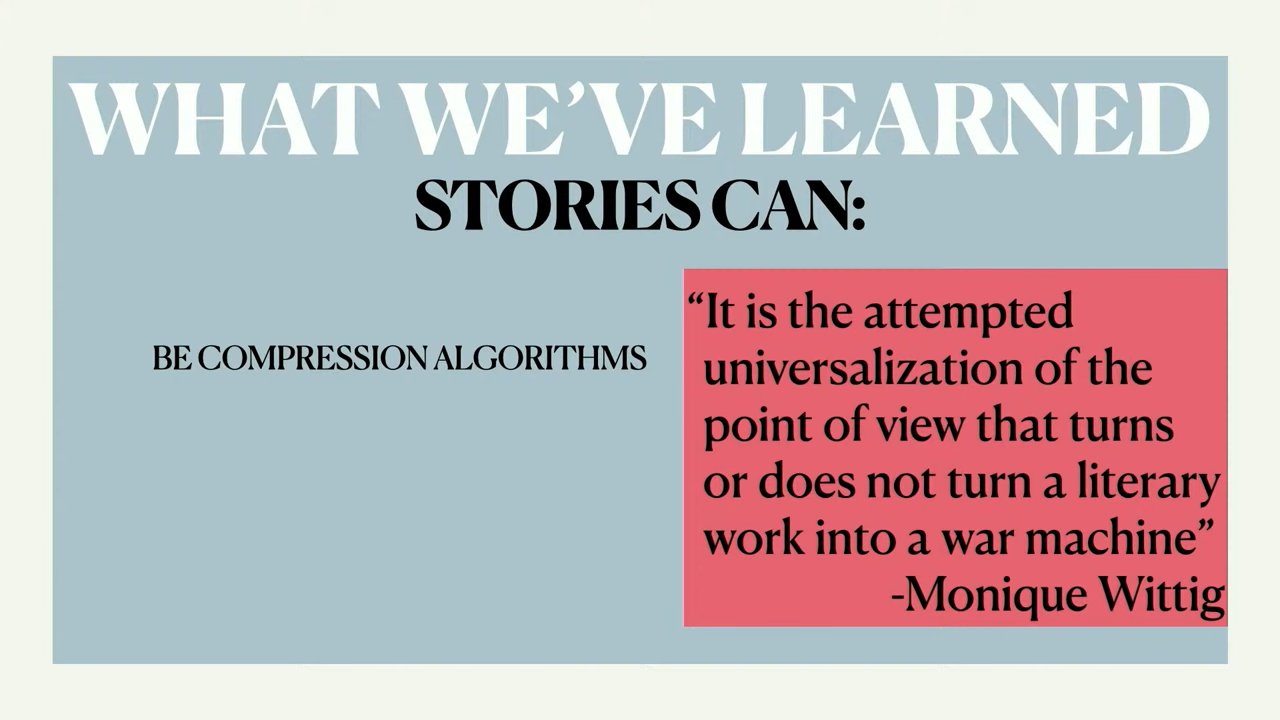 WHAT WE’VE LEARNED
STORIES CAN:
BE COMPRESSION ALGORITHMS
“It is the attempted
universalization of the
point of view that turns
or does not turn a literary
work into a war machine”
-Monique Wittig